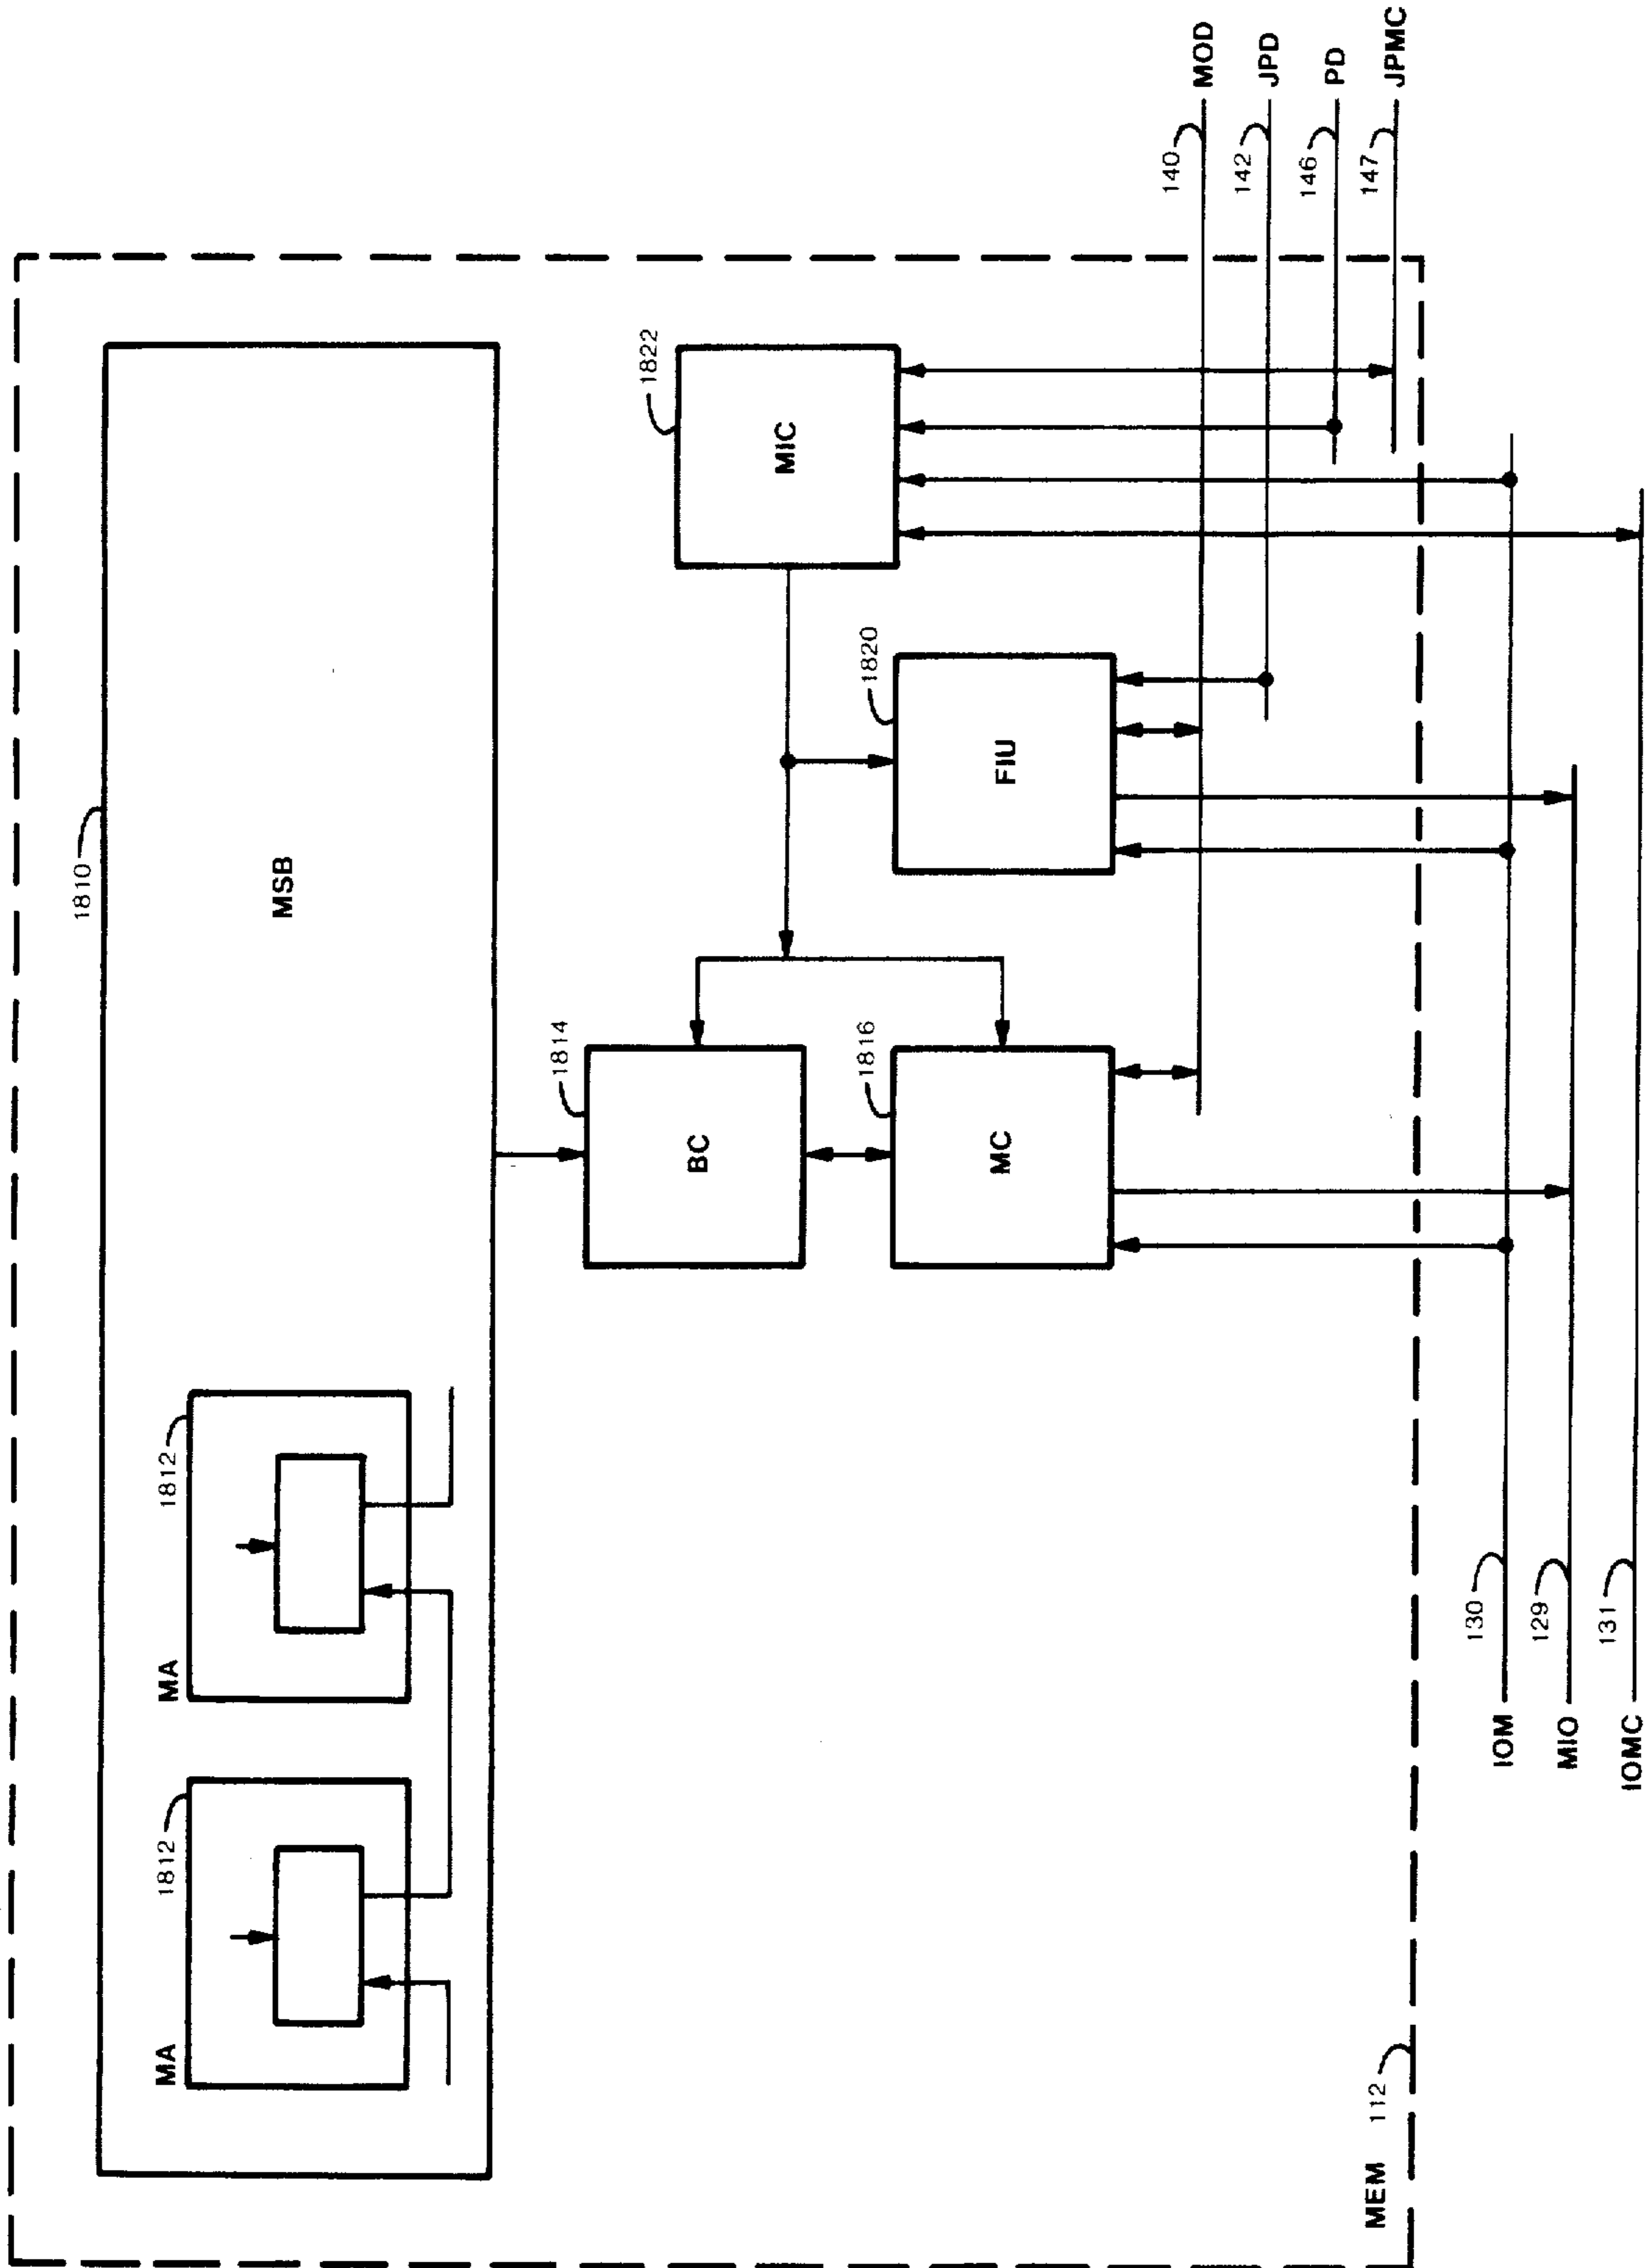 1810
MSB
MA
1812
MA
1812
1814
BC
1816
MC
1820
FIU
1822
MIC
140
MOD
142
JPD
146
PD
147
JPMC
MEM 112
IOM
130
MIO
129
IOMC
131